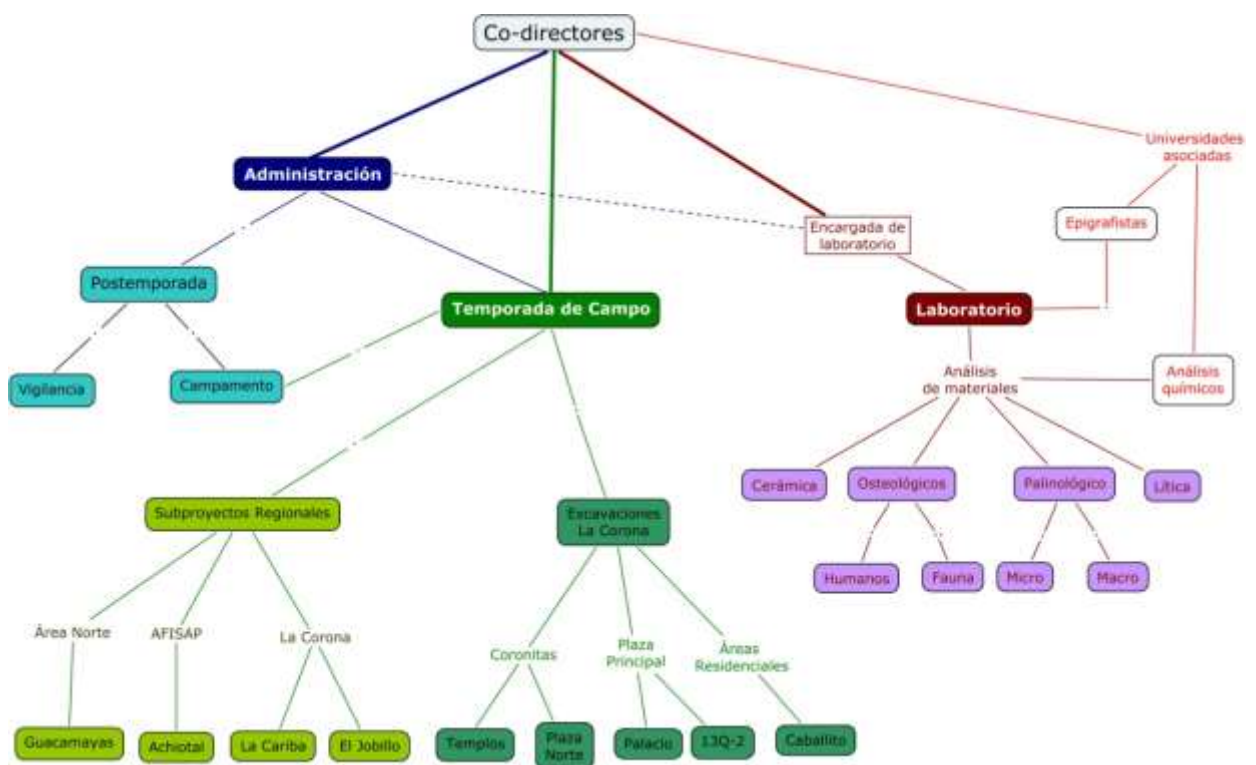 Co-directores
Universidades
asociadas
Administración
Encargada de
laboratorio
Epigrafistas
Postemporada
Temporada de Campo
Laboratorio
Vigilancia
Campamento
Análisis
de materiales
Análisis
químicos
Cerámica
Osteológicos
Palinológico
Lítica
Subproyectos Regionales
Excavaciones
La Corona
Humanos
Fauna
Micro
Macro
Área Norte
AFISAP
La Corona
Coronitas
Plaza
Principal
Áreas
Residenciales
Guacamayas
Achiotal
La Cariba
El Jobillo
Templos
Plaza
Norte
Palacio
13Q-2
Caballito